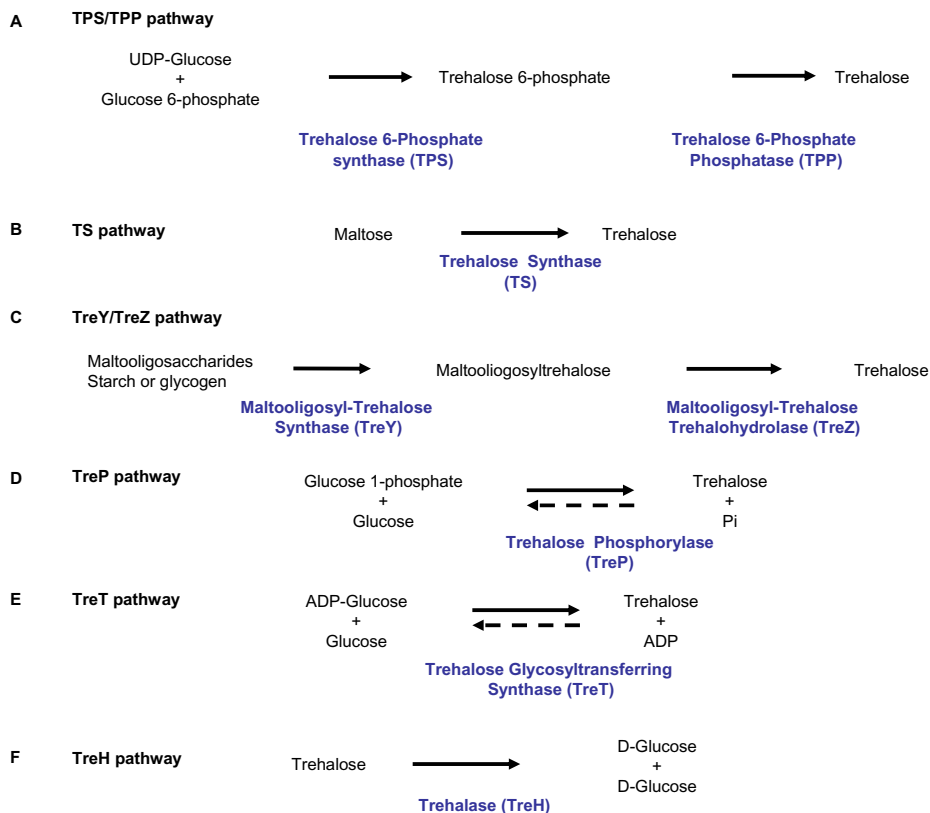 A TPS/TPP pathway
UDP-Glucose
+
Glucose 6-phosphate
Trehalose 6-phosphate
Trehalose
Trehalose 6-Phosphate
synthase (TPS)
Trehalose 6-Phosphate
Phosphatase (TPP)
B TS pathway
Maltose
Trehalose
Trehalose Synthase
(TS)
C TreY/TreZ pathway
Maltooligosaccharides
Starch or glycogen
Maltooliogosyltrehalose
Trehalose
Maltooligosyl-Trehalose
Synthase (TreY)
Maltooligosyl-Trehalose
Trehalohydrolase (TreZ)
D TreP pathway
Glucose 1-phosphate
+
Glucose
Trehalose
+
Pi
Trehalose Phosphorylase
(TreP)
E TreT pathway
ADP-Glucose
+
Glucose
Trehalose
+
ADP
Trehalose Glycosyltransferring
Synthase (TreT)
F TreH pathway
Trehalose
D-Glucose
+
D-Glucose
Trehalase (TreH)